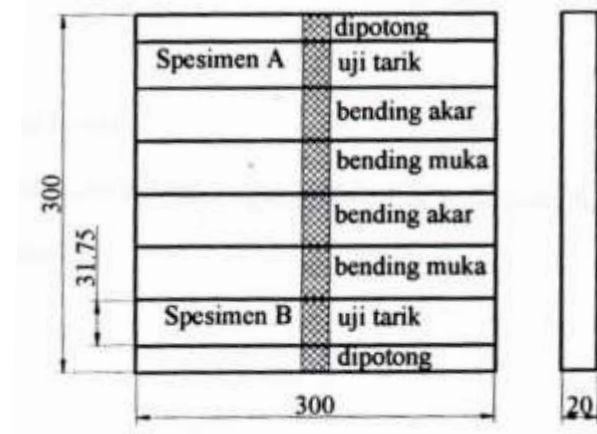 dipotong
Spesimen A uji tarik
bending akar
bending muka
bending akar
bending muka
Spesimen B uji tarik
dipotong
300
31.75
300
20